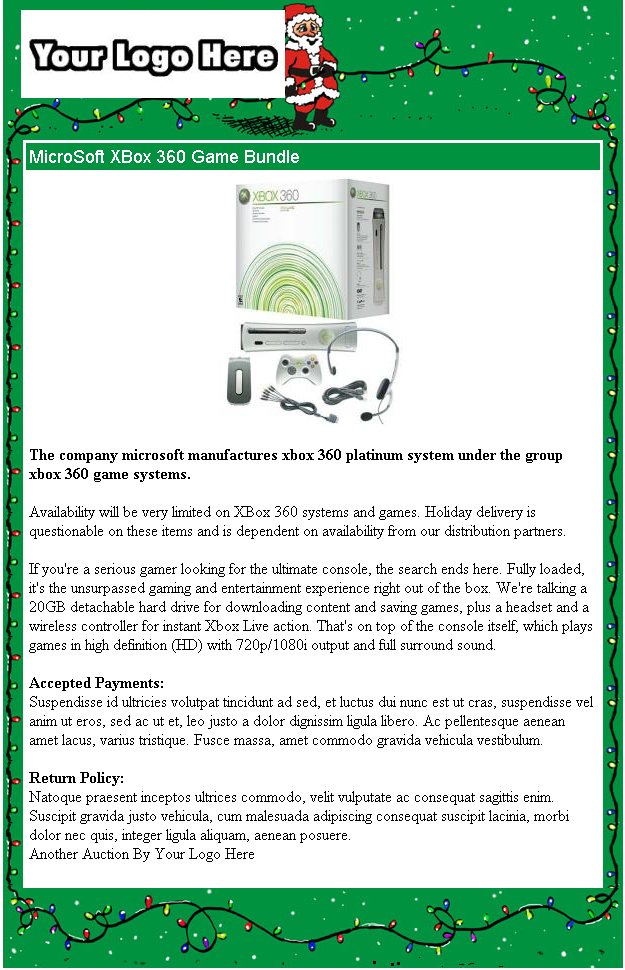 Your Logo Here
MicroSoft XBox 360 Game Bundle
XBOX 360
XBOX 360
The company microsoft manufactures xbox 360 platinum system under the group
xbox 360 game systems.
Availability will be very limited on XBox 360 systems and games. Holiday delivery is
questionable on these items and is dependent on availability from our distribution partners.
If you're a serious gamer looking for the ultimate console, the search ends here. Fully loaded,
it's the unsurpassed gaming and entertainment experience right out of the box. We're talking a
20GB detachable hard drive for downloading content and saving games, plus a headset and a
wireless controller for instant Xbox Live action. That's on top of the console itself, which plays
games in high definition (HD) with 720p/1080i output and full surround sound.
Accepted Payments:
Suspendisse id ultricies volutpat tincidunt ad sed, et luctus dui nunc est ut cras, suspendisse vel
anim ut eros, sed ac ut et, leo justo a dolor dignissim ligula libero. Ac pellentesque aenean
amet lacus, varius tristique. Fusce massa, amet commodo gravida vehicula vestibulum.
Return Policy:
Natoque praesent inceptos ultrices commodo, velit vulputate ac consequat sagittis enim.
Suscipit gravida justo vehicula, cum malesuada adipiscing consequat suscipit lacinia, morbi
dolor nec quis, integer ligula aliquam, aenean posuere.
Another Auction By Your Logo Here